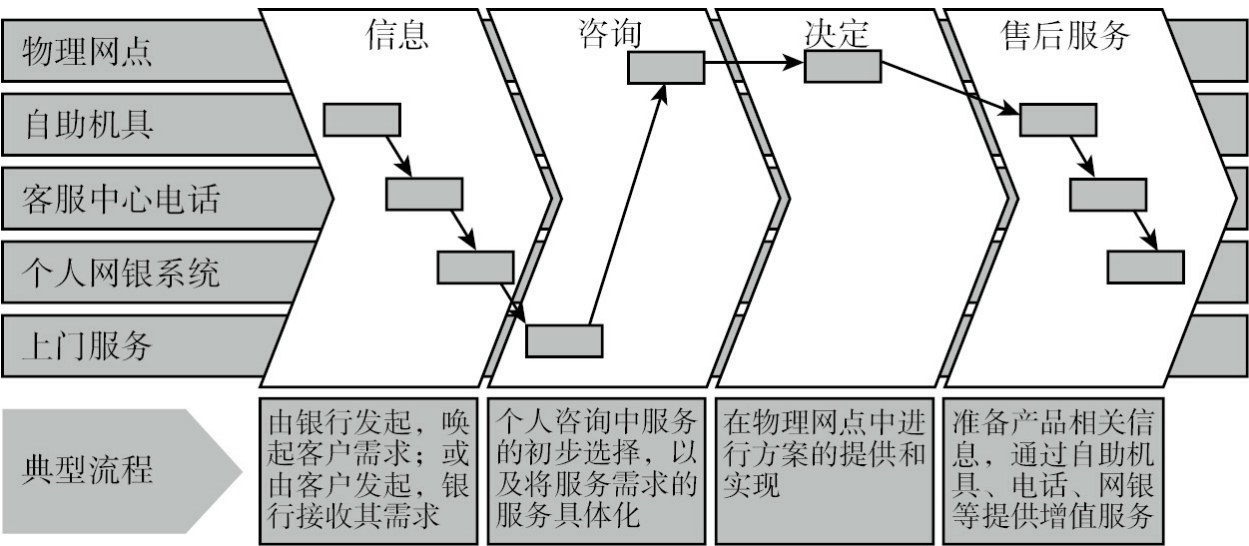 信息
咨询
决定
售后服务
物理网点
自助机具
客服中心电话
个人网银系统
上门服务
典型流程
由银行发起，唤
起客户需求；或
由客户发起，银
行接收其需求
个人咨询中服务
的初步选择，以
及将服务需求的
服务具体化
在物理网点中进
行方案的提供和
实现
准备产品相关信
息，通过自助机
具、电话、网银
等提供增值服务